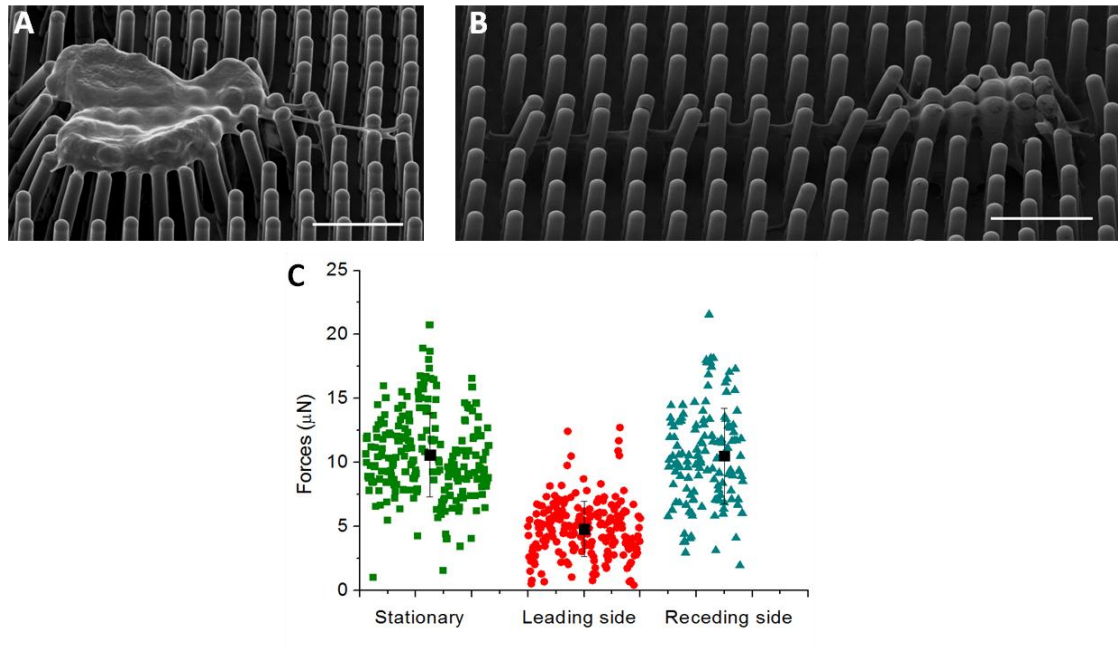 A
B
C
25
20
15
10
5
0
Forces (μN)
Stationary
Leading side
Receding side